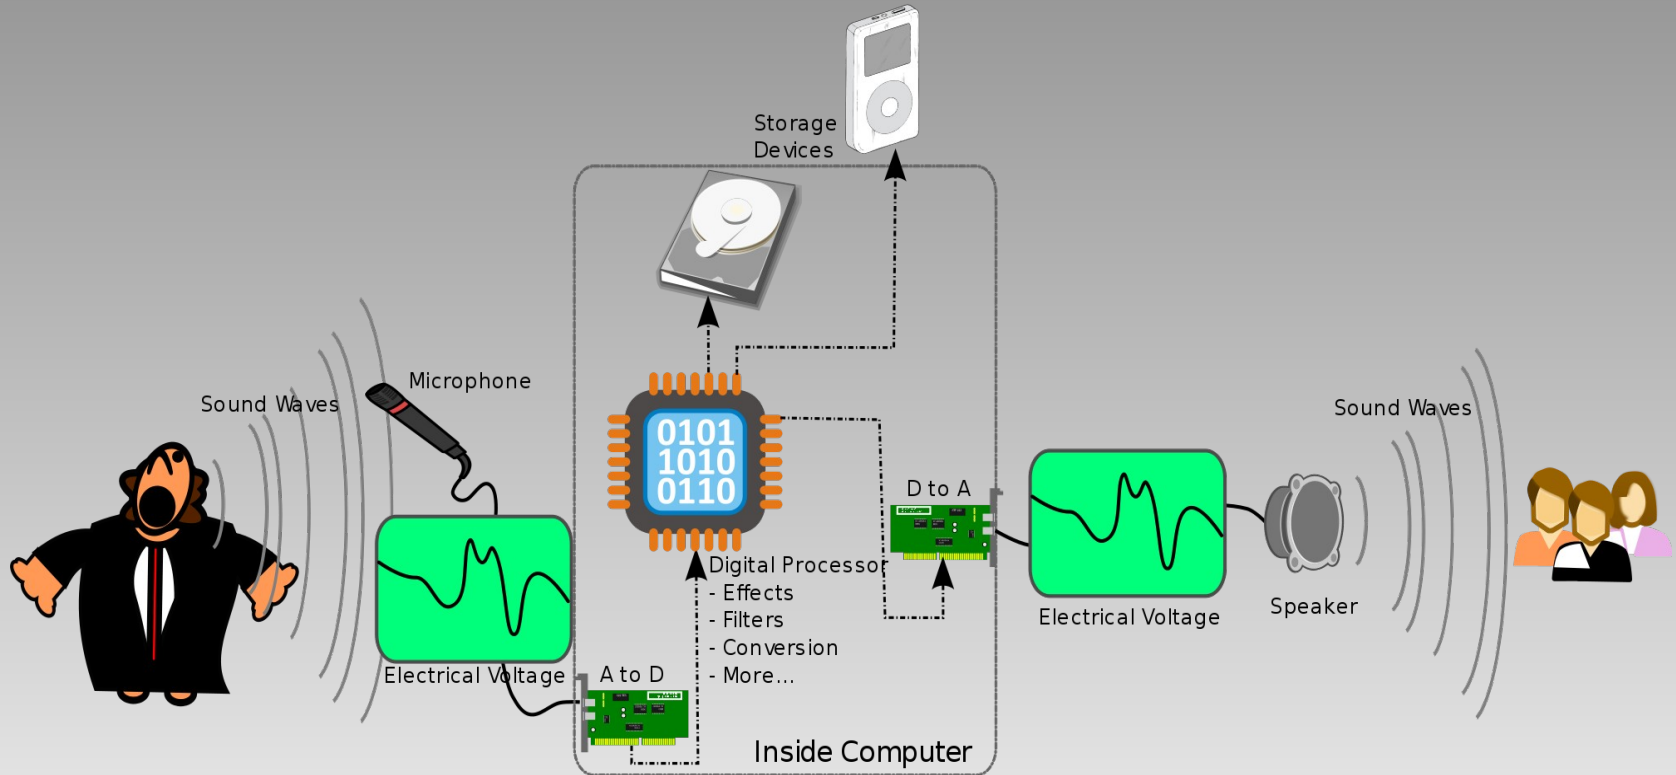 Storage
Devices
Microphone
Sound Waves
Sound Waves
0101
1010
0110
D to A
Digital Processor
- Effects
- Filters
- Conversion
- More...
Electrical Voltage
Speaker
Electrical Voltage
A to D
Inside Computer